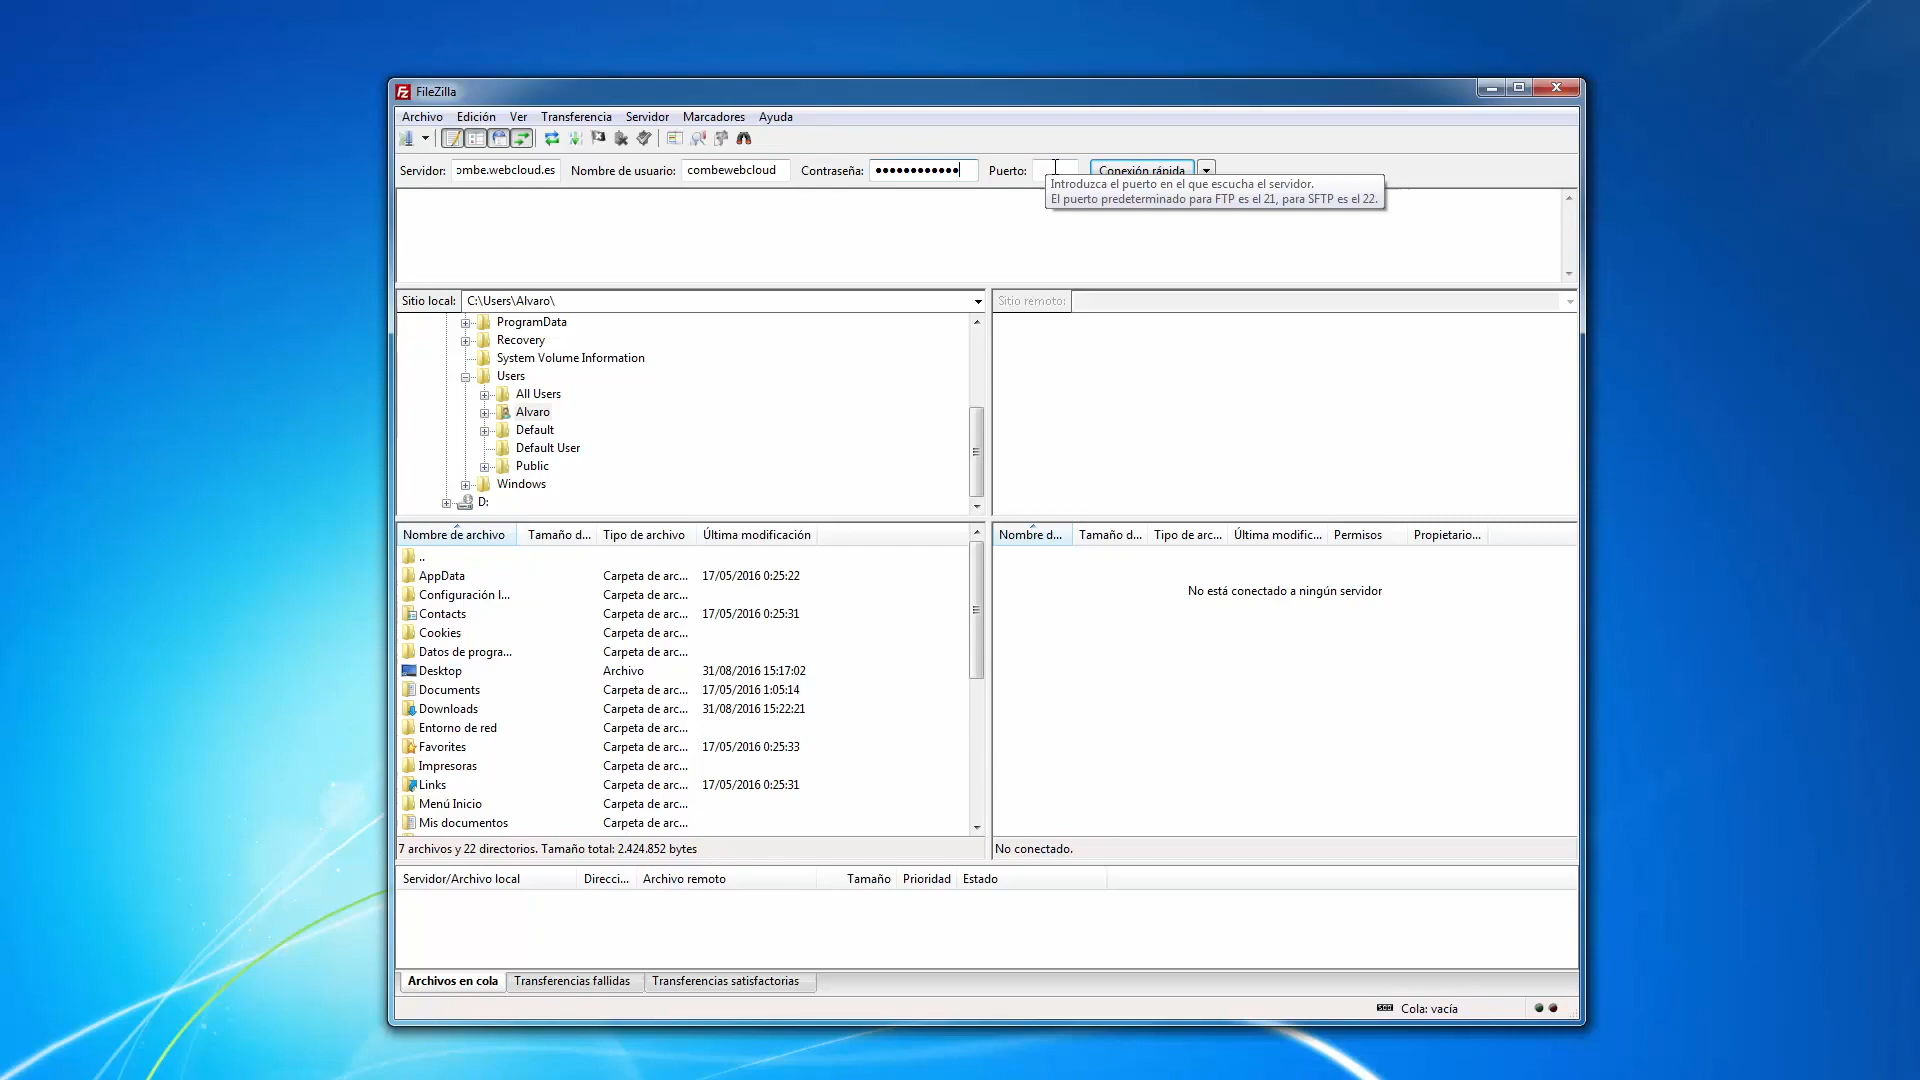 FileZilla
Archivo Edición Ver Transferencia Servidor Marcadores Ayuda
Servidor: ombe.webcloud.es Nombre de usuario: combewebcloud Contraseña: ●●●●●●●●●●●● Puerto: Conexión rápida
Introduzca el puerto en el que escucha el servidor.
El puerto predeterminado para FTP es el 21, para SFTP es el 22.
Sitio local: C:\Users\Alvaro\
Sitio remoto:
ProgramData
Recovery
System Volume Information
Users
All Users
Alvaro
Default
Default User
Public
Windows
D:
Nombre de archivo Tamaño d... Tipo de archivo Última modificación
..
AppData Carpeta de arc... 17/05/2016 0:25:22
Configuración l... Carpeta de arc...
Contacts Carpeta de arc... 17/05/2016 0:25:31
Cookies Carpeta de arc...
Datos de progra... Carpeta de arc...
Desktop Archivo 31/08/2016 15:17:02
Documents Carpeta de arc... 17/05/2016 1:05:14
Downloads Carpeta de arc... 31/08/2016 15:22:21
Entorno de red Carpeta de arc...
Favorites Carpeta de arc... 17/05/2016 0:25:33
Impresoras Carpeta de arc...
Links Carpeta de arc... 17/05/2016 0:25:31
Menú Inicio Carpeta de arc...
Mis documentos Carpeta de arc...
7 archivos y 22 directorios. Tamaño total: 2.424.852 bytes
Nombre d... Tamaño d... Tipo de arc... Última modific... Permisos Propietario...
No está conectado a ningún servidor
No conectado.
Servidor/Archivo local Direcci... Archivo remoto Tamaño Prioridad Estado
Archivos en cola Transferencias fallidas Transferencias satisfactorias
Cola: vacía